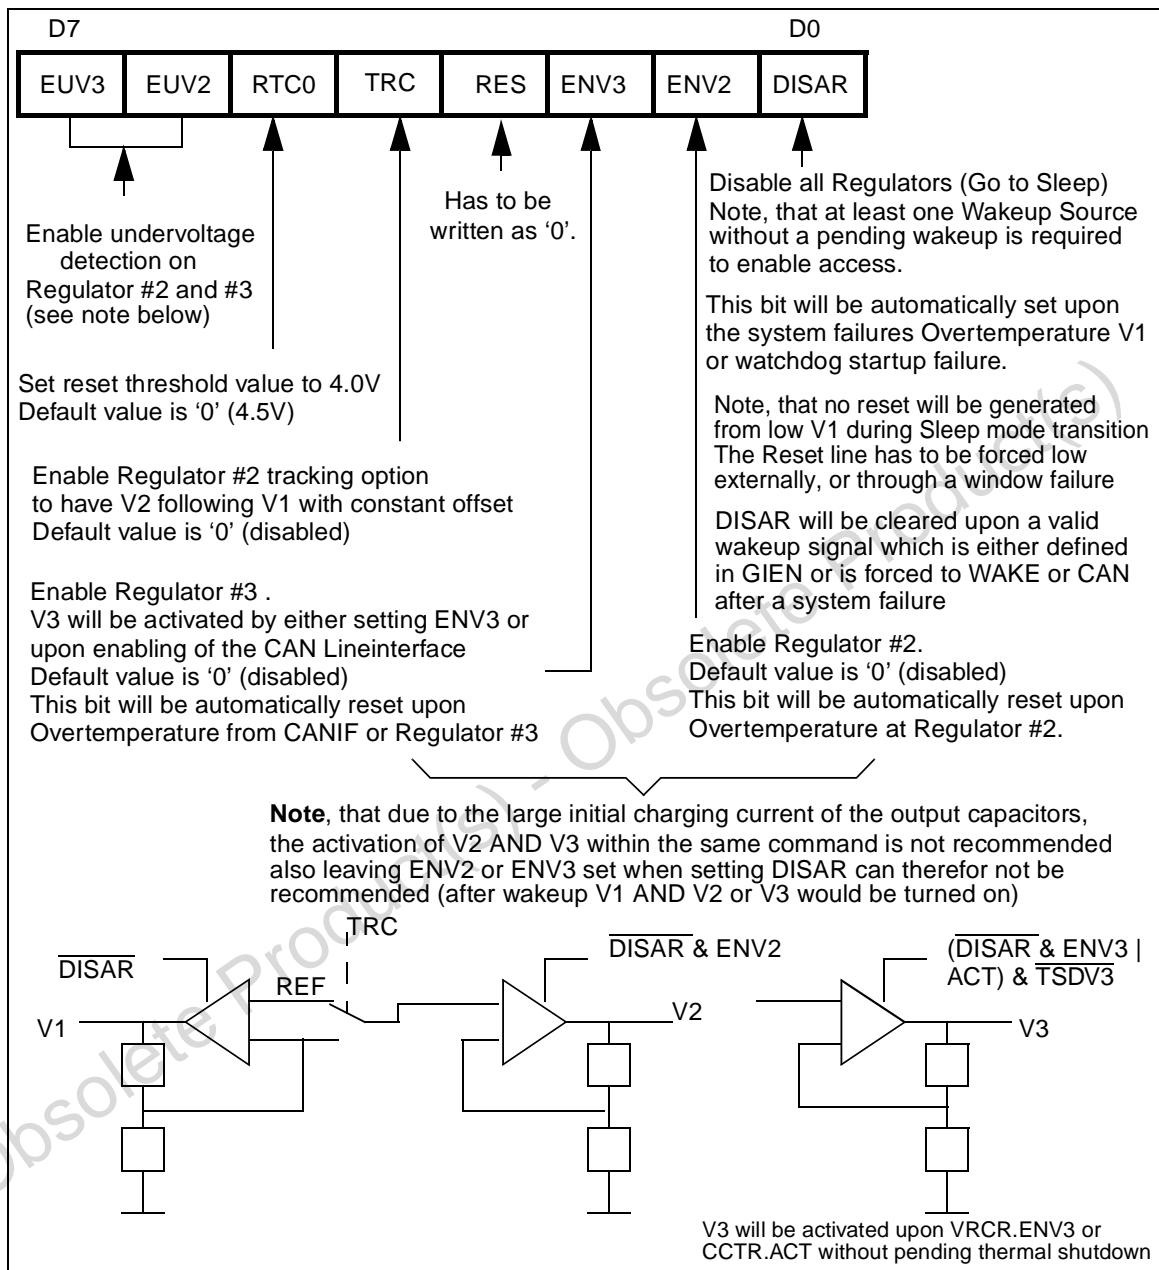 D7 D0
EUV3 EUV2 RTC0 TRC RES ENV3 ENV2 DISAR
Enable undervoltage
detection on
Regulator #2 and #3
(see note below)
Has to be
written as ‘0’.
Disable all Regulators (Go to Sleep)
Note, that at least one Wakeup Source
without a pending wakeup is required
to enable access.
This bit will be automatically set upon
the system failures Overtemperature V1
or watchdog startup failure.
Set reset threshold value to 4.0V
Default value is ‘0’ (4.5V)
Note, that no reset will be generated
from low V1 during Sleep mode transition
The Reset line has to be forced low
externally, or through a window failure
Enable Regulator #2 tracking option
to have V2 following V1 with constant offset
Default value is ‘0’ (disabled)
DISAR will be cleared upon a valid
wakeup signal which is either defined
in GIEN or is forced to WAKE or CAN
after a system failure
Enable Regulator #3 .
V3 will be activated by either setting ENV3 or
upon enabling of the CAN Lineinterface
Default value is ‘0’ (disabled)
This bit will be automatically reset upon
Overtemperature from CANIF or Regulator #3
Enable Regulator #2.
Default value is ‘0’ (disabled)
This bit will be automatically reset upon
Overtemperature at Regulator #2.
Note, that due to the large initial charging current of the output capacitors,
the activation of V2 AND V3 within the same command is not recommended
also leaving ENV2 or ENV3 set when setting DISAR can therefor not be
recommended (after wakeup V1 AND V2 or V3 would be turned on)
TRC
DISAR
REF
V1
DISAR & ENV2
V2
(DISAR & ENV3 |
ACT) & TSDV3
V3
V3 will be activated upon VRCR.ENV3 or
CCTR.ACT without pending thermal shutdown
Obsolete Product(s) - Obsolete Product(s)